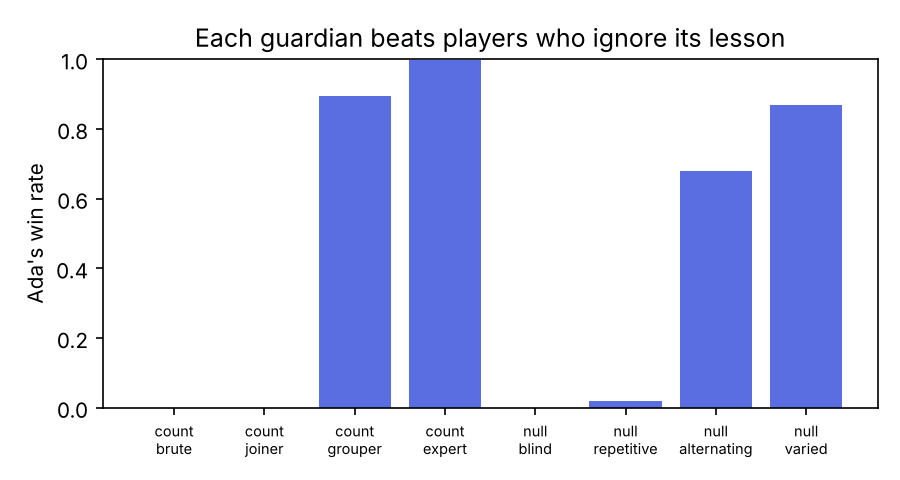 Each guardian beats players who ignore its lesson
Ada's win rate
1.0
0.8
0.6
0.4
0.2
0.0
count
brute
count
joiner
count
grouper
count
expert
null
blind
null
repetitive
null
alternating
null
varied